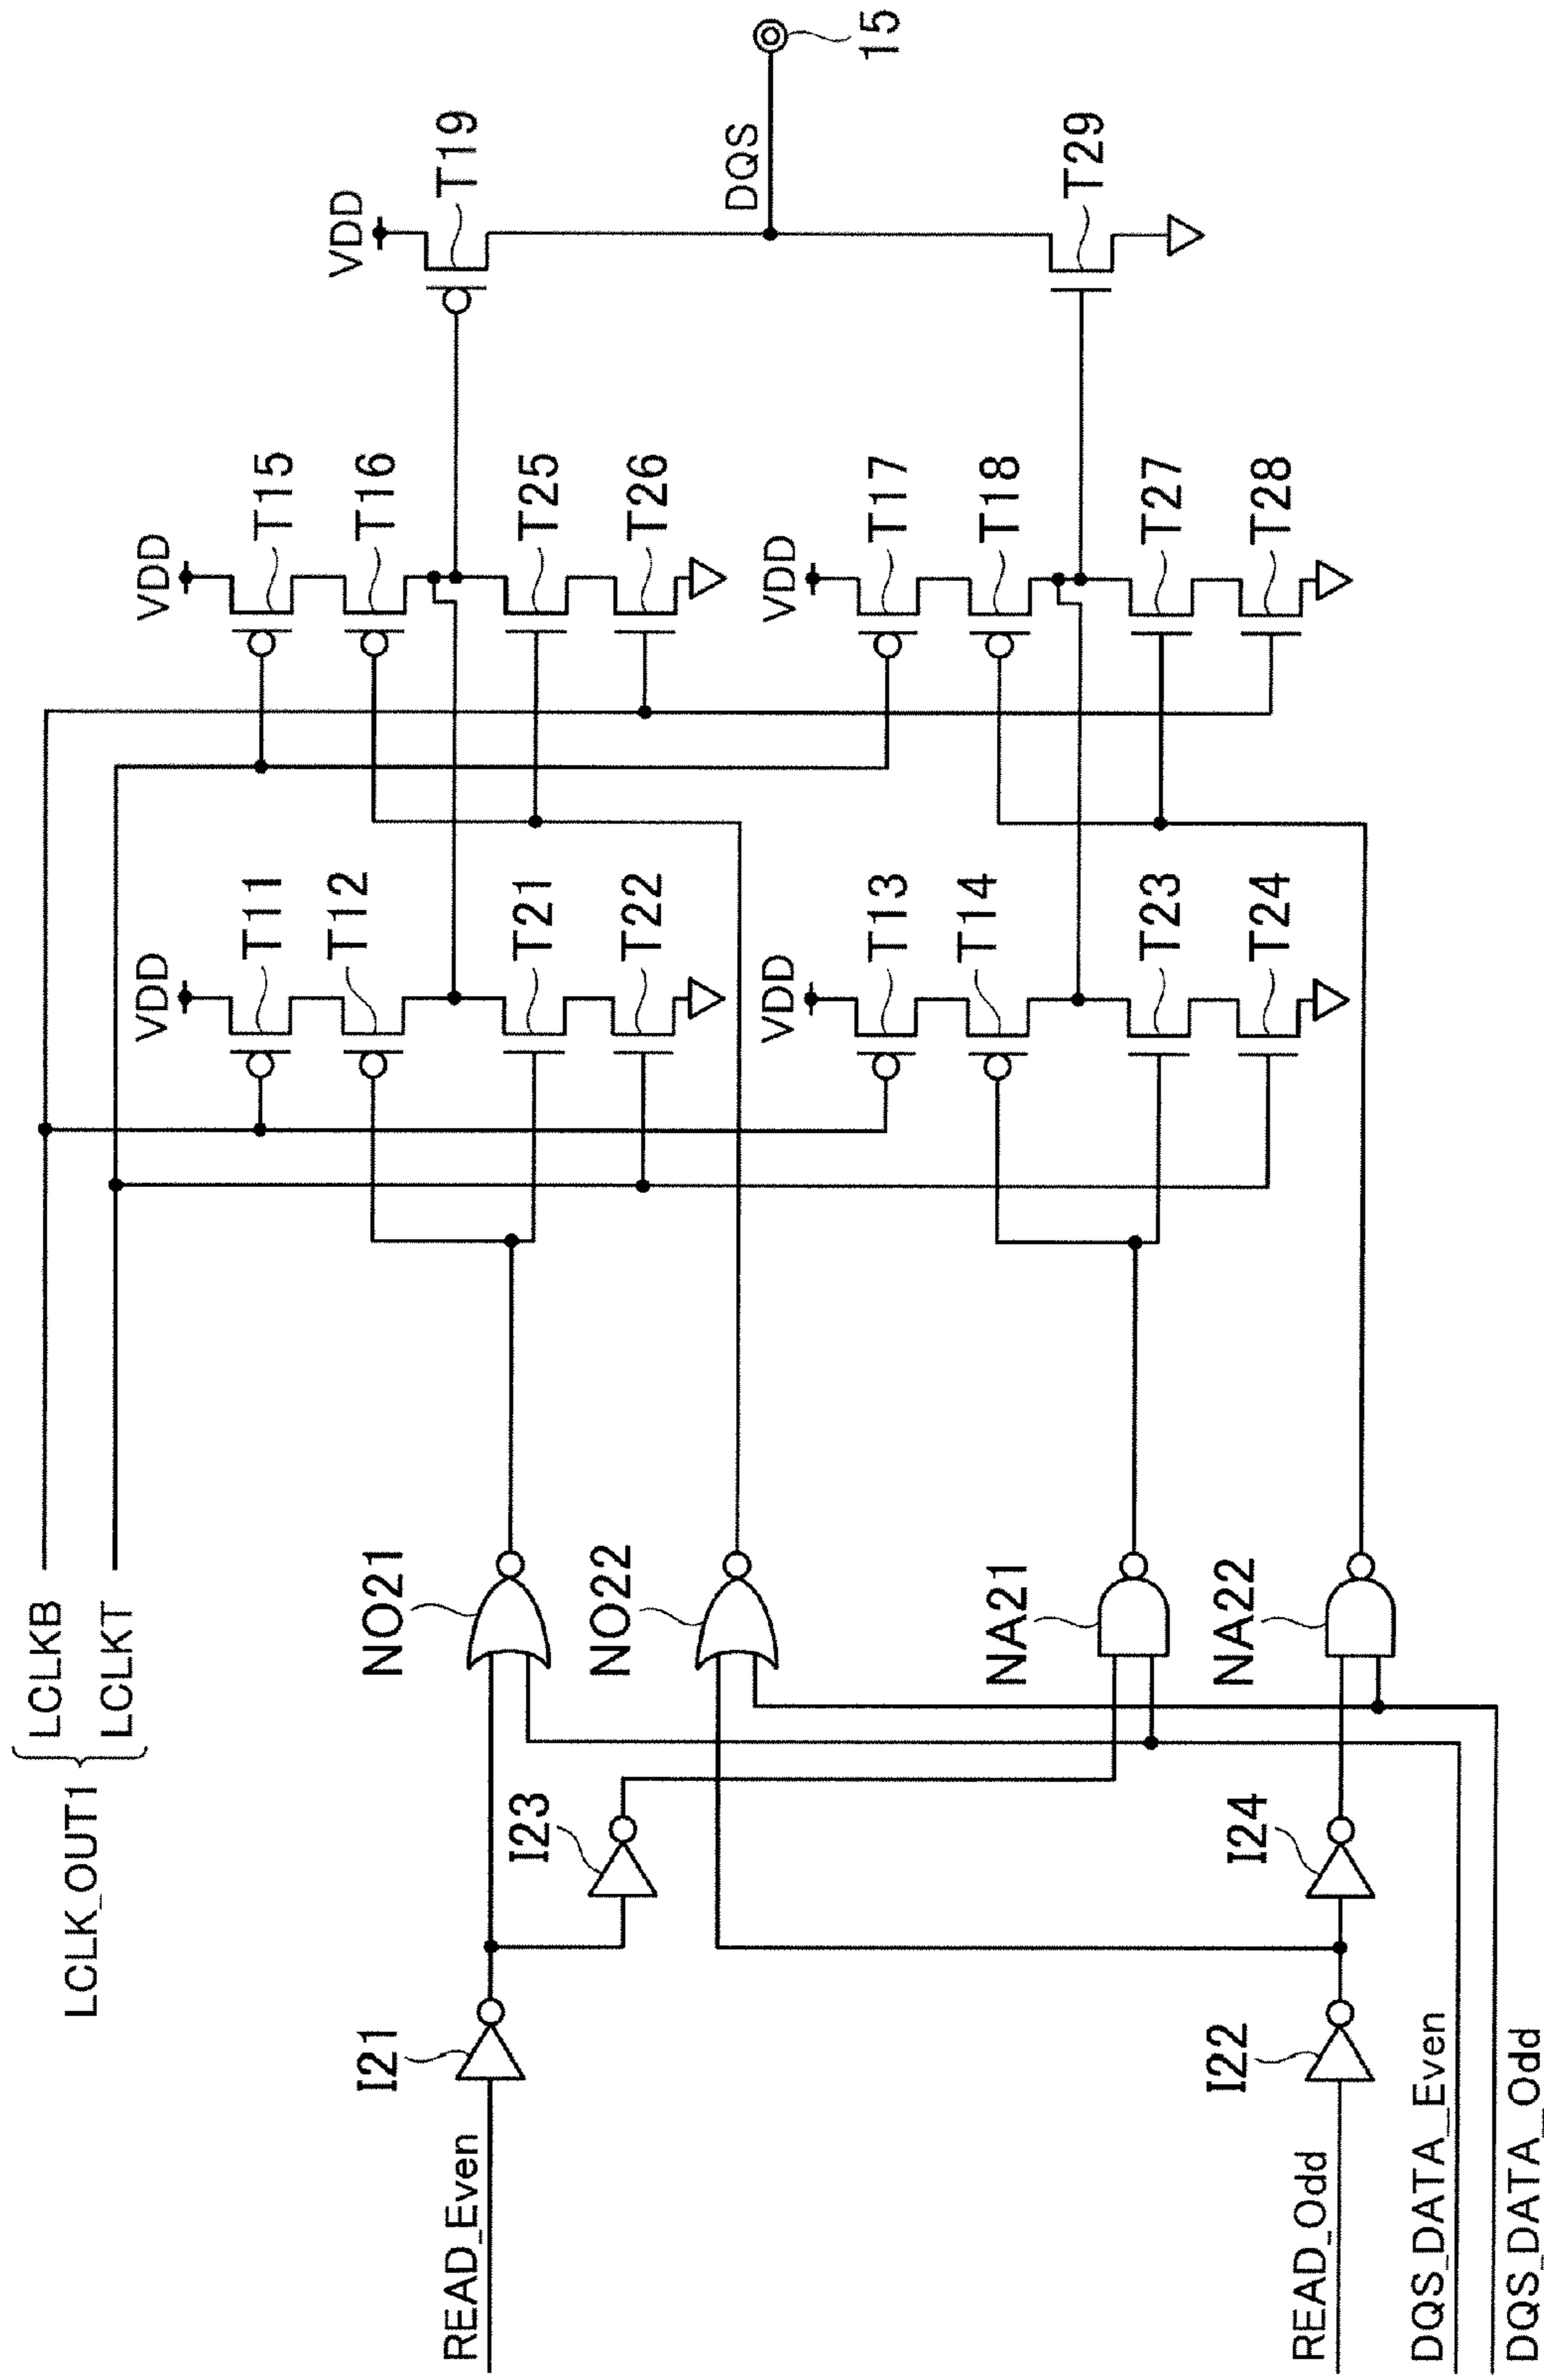 LCLK_OUT1
LCLKB
LCLKT
VDD
T11
T12
T21
T22
VDD
T15
T16
T25
T26
VDD
T19
DQS
15
T29
VDD
T13
T14
T23
T24
VDD
T17
T18
T27
T28
READ_Even
I21
I23
NO21
NO22
NA21
NA22
READ_Odd
I22
I24
DQS_DATA_Even
DQS_DATA_Odd